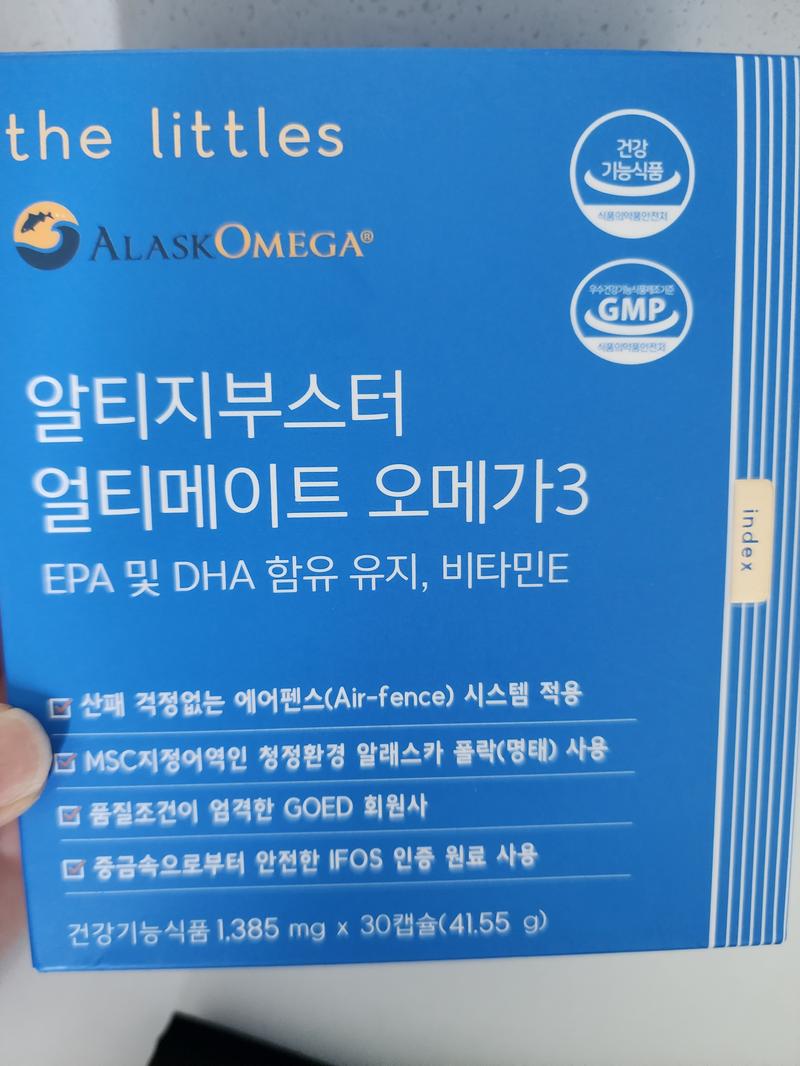 the littles
건강
기능식품
식품의약품안전처
ALASKOMEGA®
우수건강기능식품제조기준
GMP
식품의약품안전처
알티지부스터
얼티메이트 오메가3
EPA 및 DHA 함유 유지, 비타민E
index
산패 걱정없는 에어펜스(Air-fence) 시스템 적용
MSC지정어역인 청정환경 알래스카 폴락(명태) 사용
품질조건이 엄격한 GOED 회원사
중금속으로부터 안전한 IFOS 인증 원료 사용
건강기능식품 1,385 mg x 30캡슐(41.55 g)